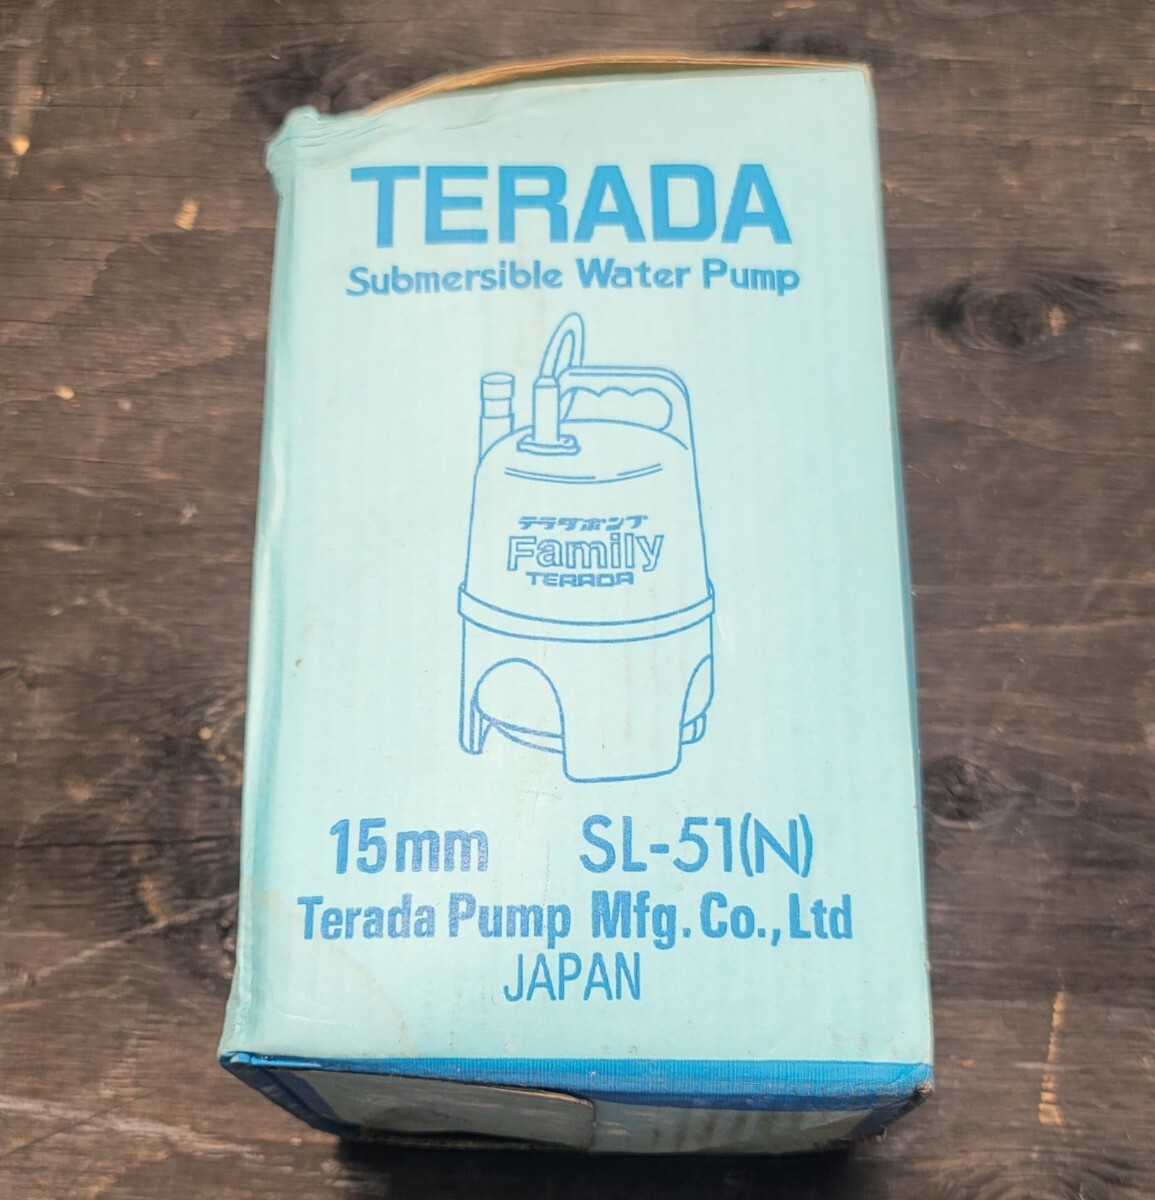 TERADA
Submersible Water Pump
テラダポンプ
Family
TERADA
15mm SL-51(N)
Terada Pump Mfg. Co., Ltd
JAPAN